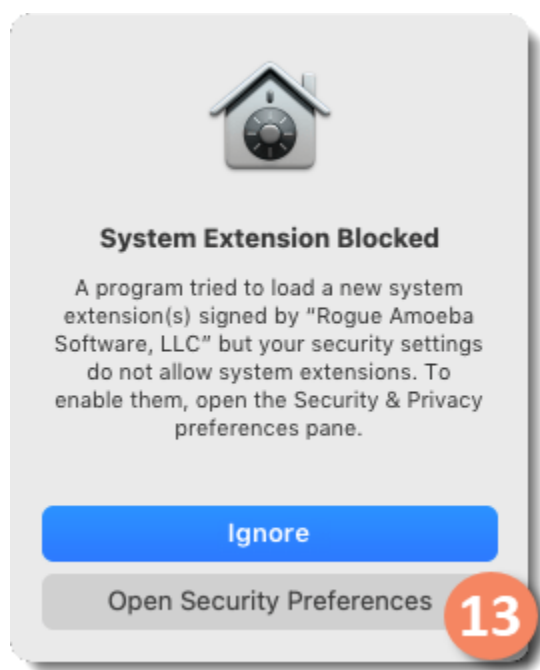 System Extension Blocked
A program tried to load a new system
extension(s) signed by “Rogue Amoeba
Software, LLC” but your security settings
do not allow system extensions. To
enable them, open the Security & Privacy
preferences pane.
Ignore
Open Security Preferences
13